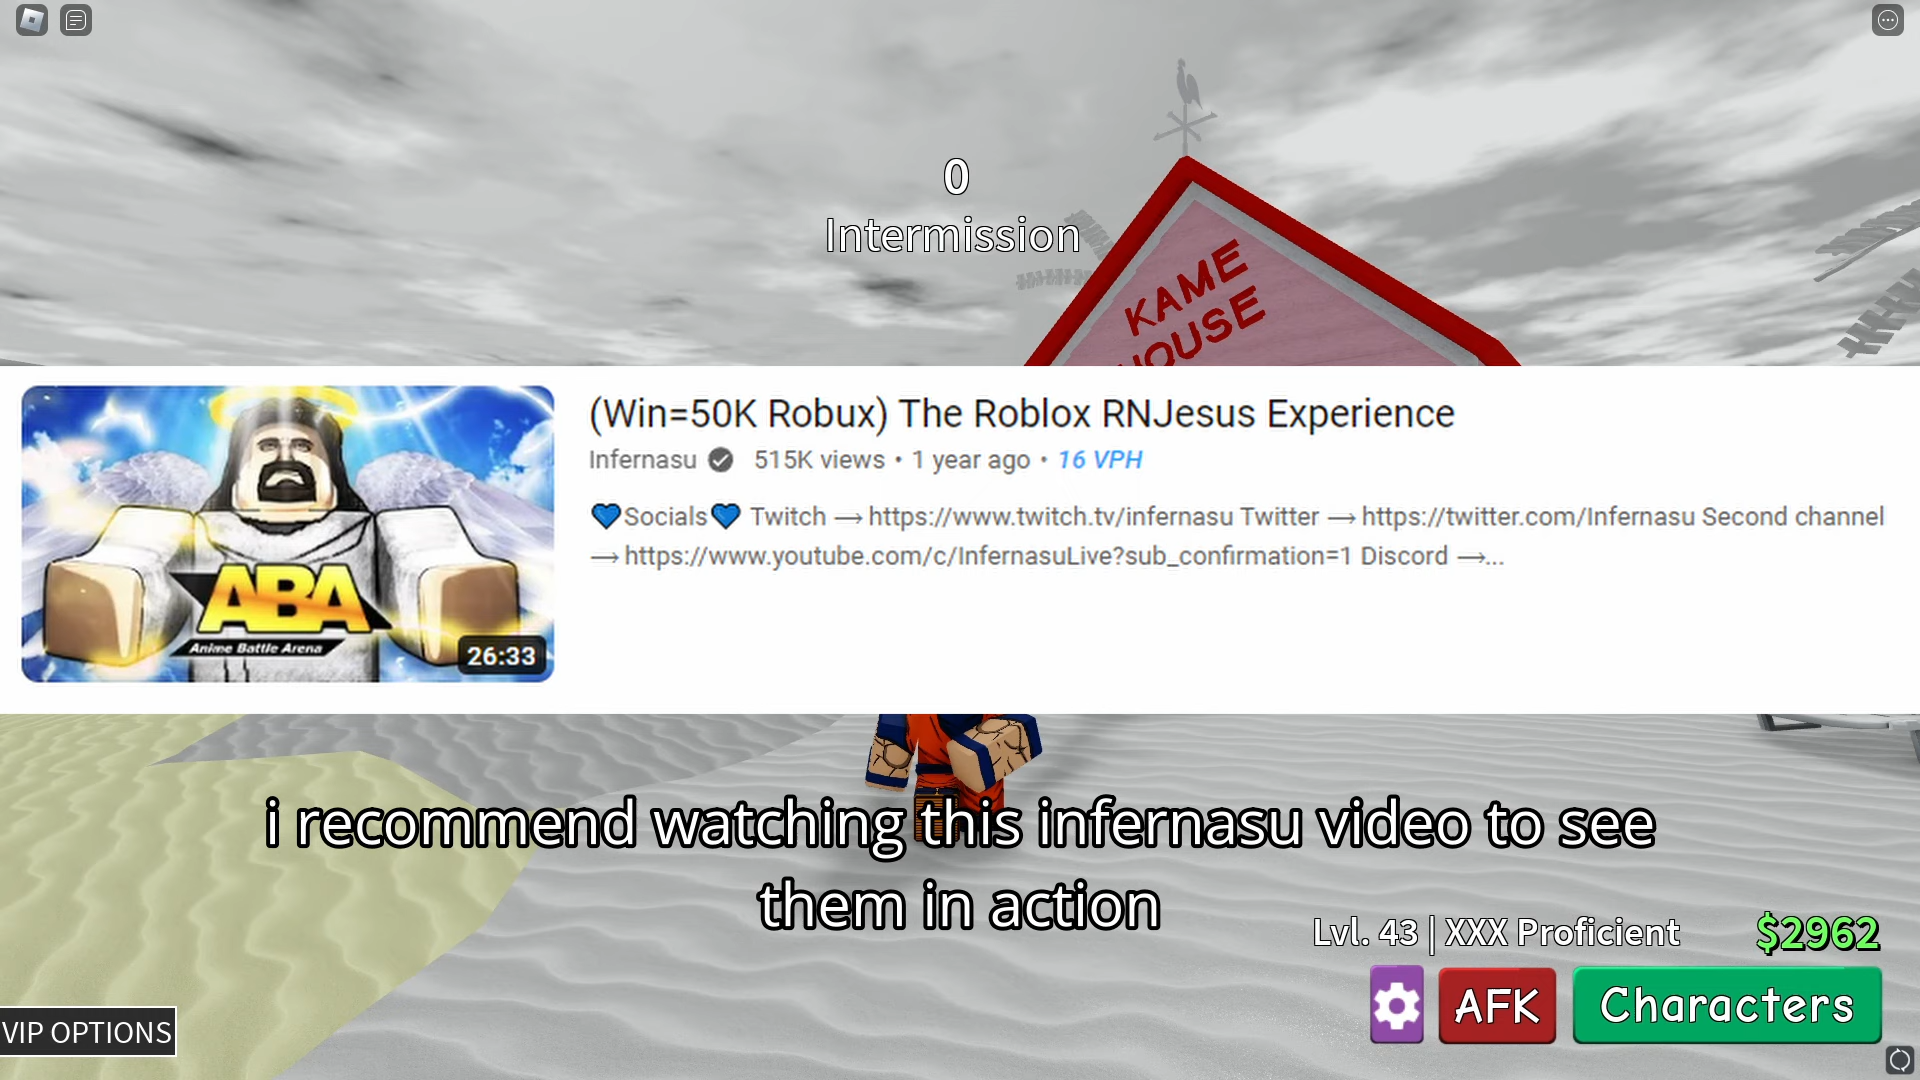 0
Intermission
KAME
HOUSE
(Win=50K Robux) The Roblox RNJesus Experience
Infernasu 515K views • 1 year ago • 16 VPH
💙Socials💙 Twitch → https://www.twitch.tv/infernasu Twitter → https://twitter.com/Infernasu Second channel
→ https://www.youtube.com/c/InfernasuLive?sub_confirmation=1 Discord →...
ABA
Anime Battle Arena
26:33
i recommend watching this infernasu video to see
them in action
Lvl. 43 | XXX Proficient $2962
AFK Characters
VIP OPTIONS